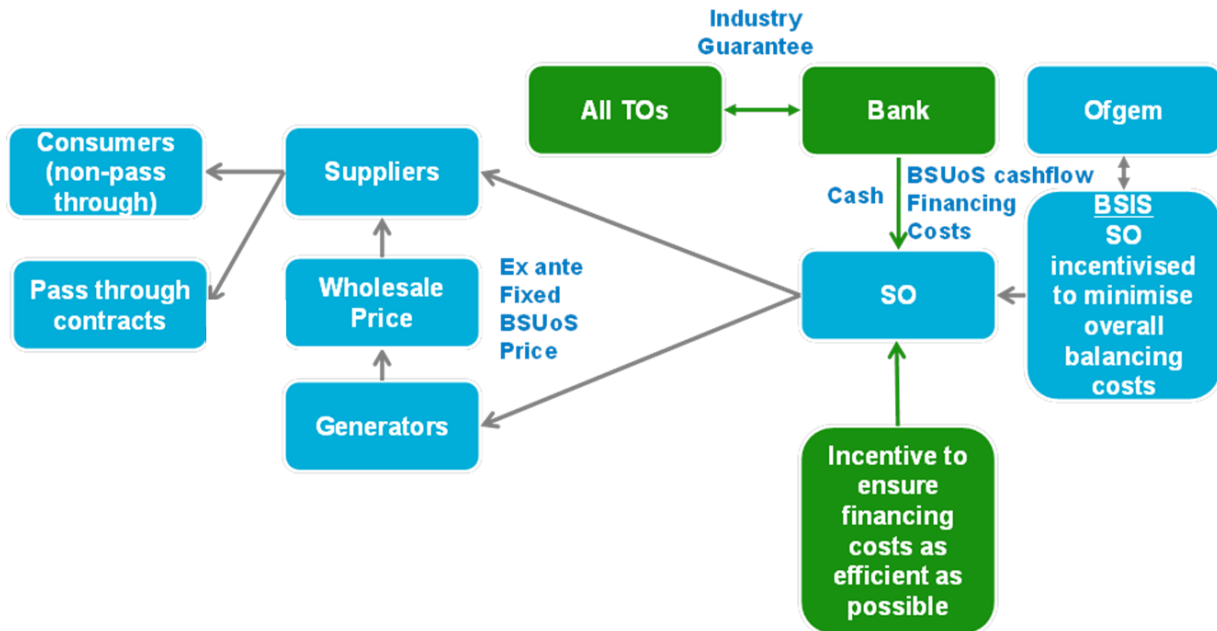 Industry
Guarantee
All TOs
Bank
Ofgem
Consumers
(non-pass
through)
Suppliers
Cash
BSUoS cashflow
Financing
Costs
BSIS
SO
incentivised
to minimise
overall
balancing
costs
Pass through
contracts
Wholesale
Price
Ex ante
Fixed
BSUoS
Price
SO
Generators
Incentive to
ensure
financing
costs as
efficient as
possible